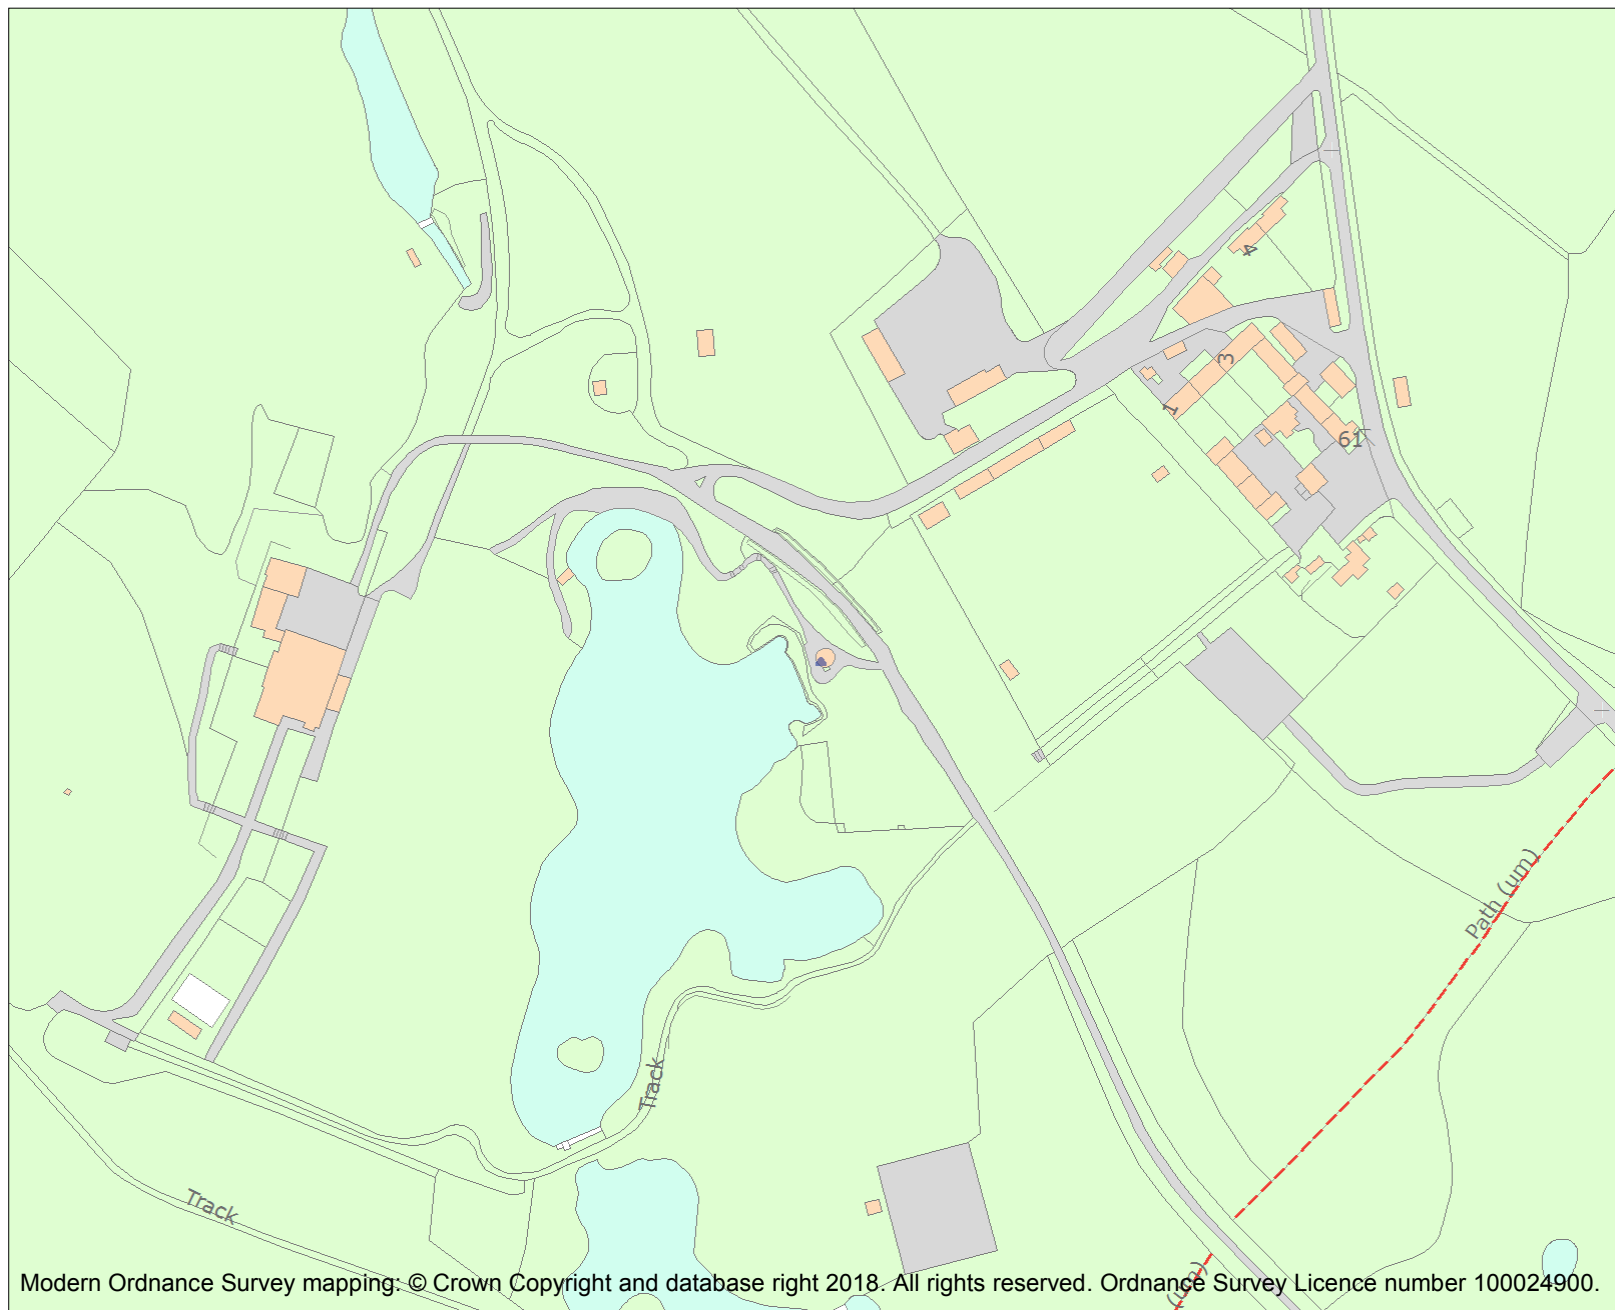 4
3
1
61
Path (um)
Track
Track
(um)
Modern Ordnance Survey mapping: © Crown Copyright and database right 2018. All rights reserved. Ordnance Survey Licence number 100024900.